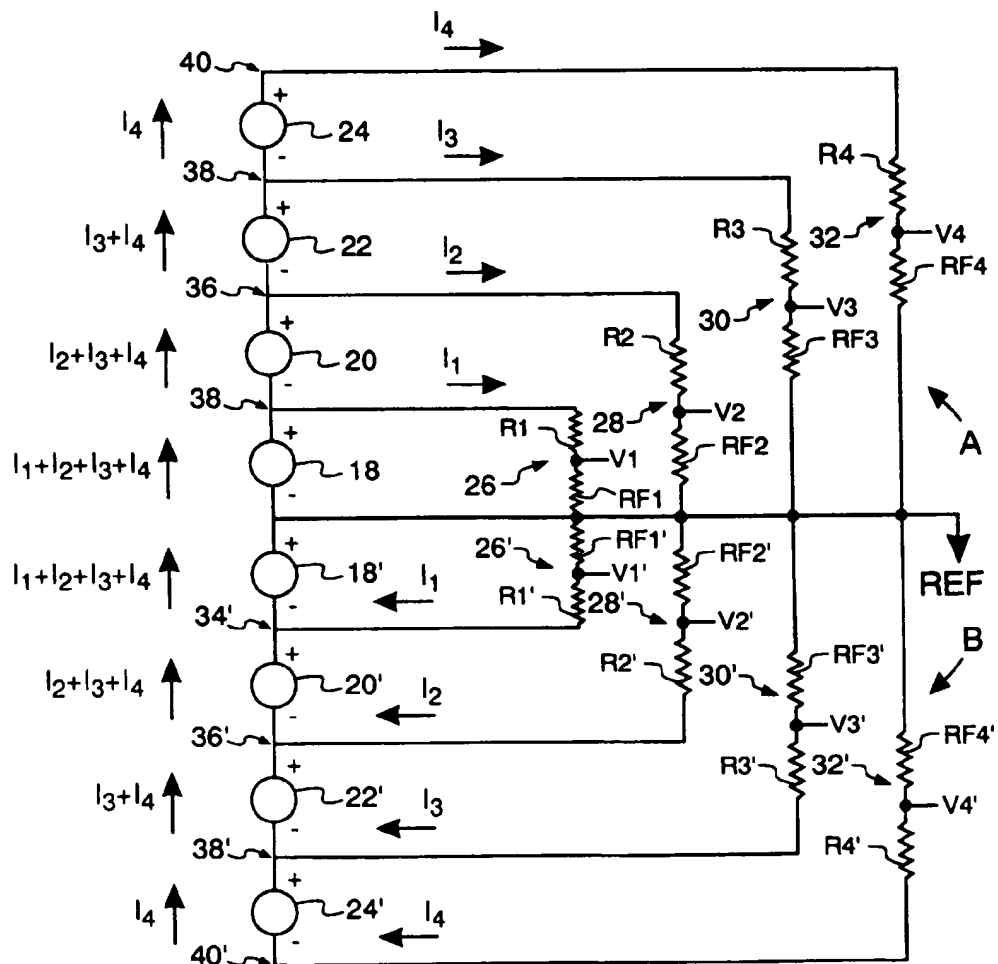 I4
40
+
I4
24
-
I3
38
+
R4
I3+I4
22
R3
32
V4
-
I2
RF4
36
30
V3
+
R2
RF3
I2+I3+I4
20
I1
-
38
28
V2
R1
A
+
V1
RF2
I1+I2+I3+I4
18
26
-
RF1
+
RF1'
RF2'
26'
I1+I2+I3+I4
18'
V1'
REF
I1
-
R1'
28'
34'
V2'
B
+
RF3'
I2+I3+I4
20'
R2'
30'
I2
-
V3'
RF4'
36'
+
R3'
32'
I3+I4
22'
V4'
I3
-
38'
R4'
+
I4
24'
I4
-
40'